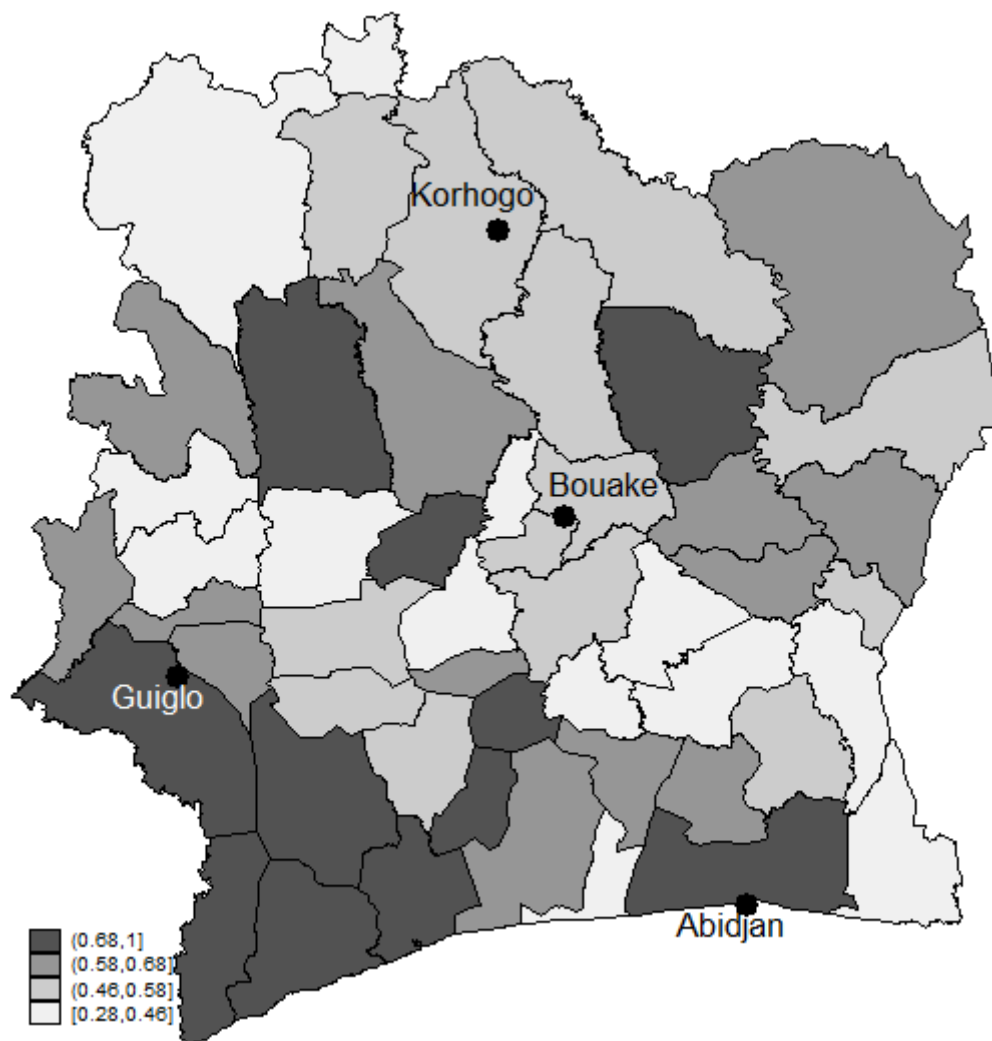 Korhogo
Bouake
Guiglo
Abidjan
(0.68,1]
(0.58,0.68]
(0.46,0.58]
[0.28,0.46]